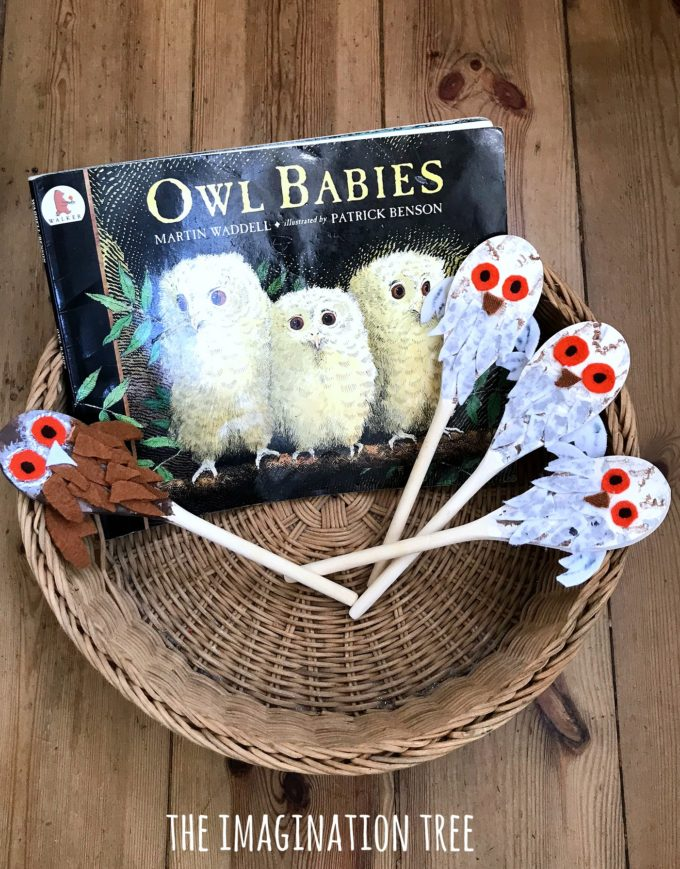 OWL BABIES
MARTIN WADDELL ♦ illustrated by PATRICK BENSON
WALKER
THE IMAGINATION TREE